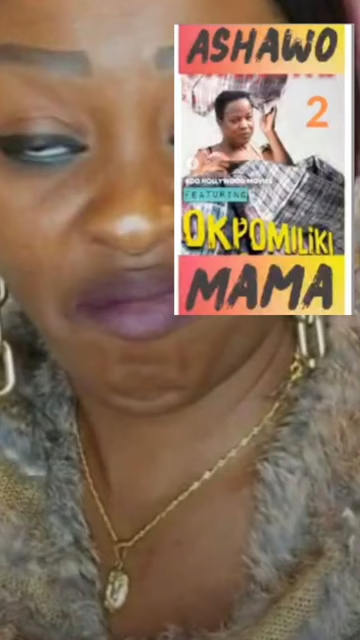 ASHAWO
2
EDO NOLLYWOOD MOVIES
FEATURING
OKPOMILIKI
MAMA